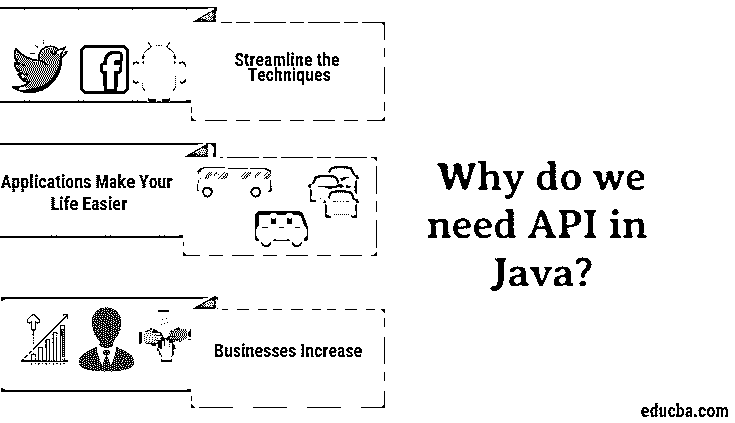 Streamline the
Techniques
Applications Make Your
Life Easier
Businesses Increase
Why do we
need API in
Java?
educba.com